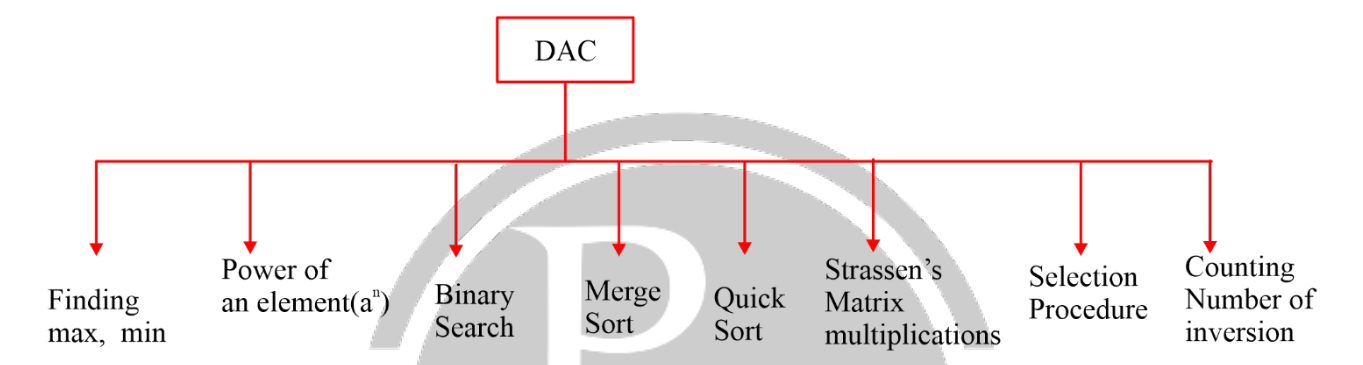 DAC
Finding
max, min
Power of
an element(aⁿ)
Binary
Search
Merge
Sort
Quick
Sort
Strassen’s
Matrix
multiplications
Selection
Procedure
Counting
Number of
inversion